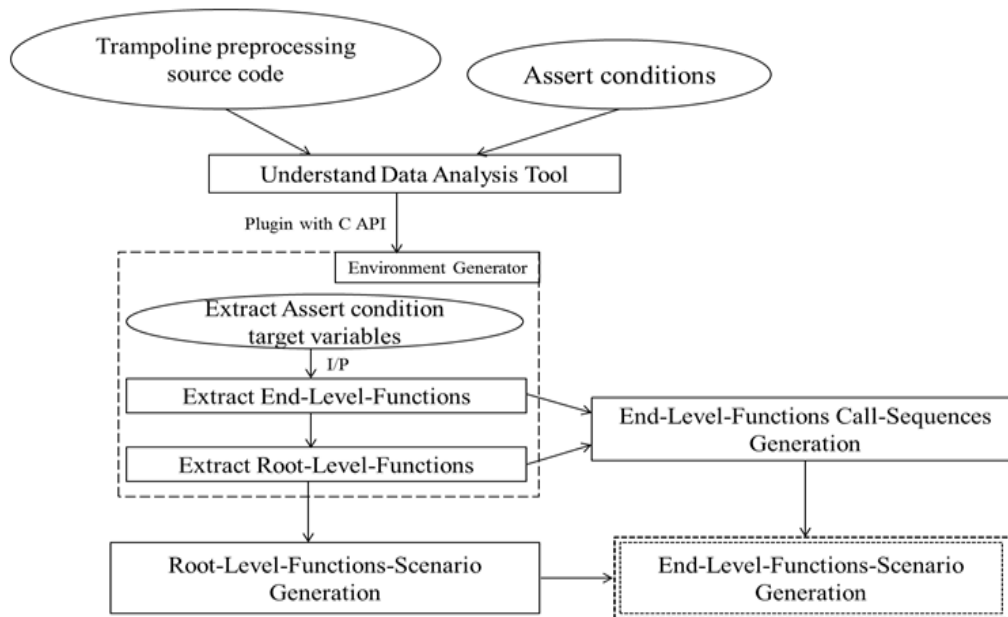 Trampoline preprocessing
source code
Assert conditions
Understand Data Analysis Tool
Plugin with C API
Environment Generator
Extract Assert condition
target variables
I/P
Extract End-Level-Functions
Extract Root-Level-Functions
End-Level-Functions Call-Sequences
Generation
Root-Level-Functions-Scenario
Generation
End-Level-Functions-Scenario
Generation